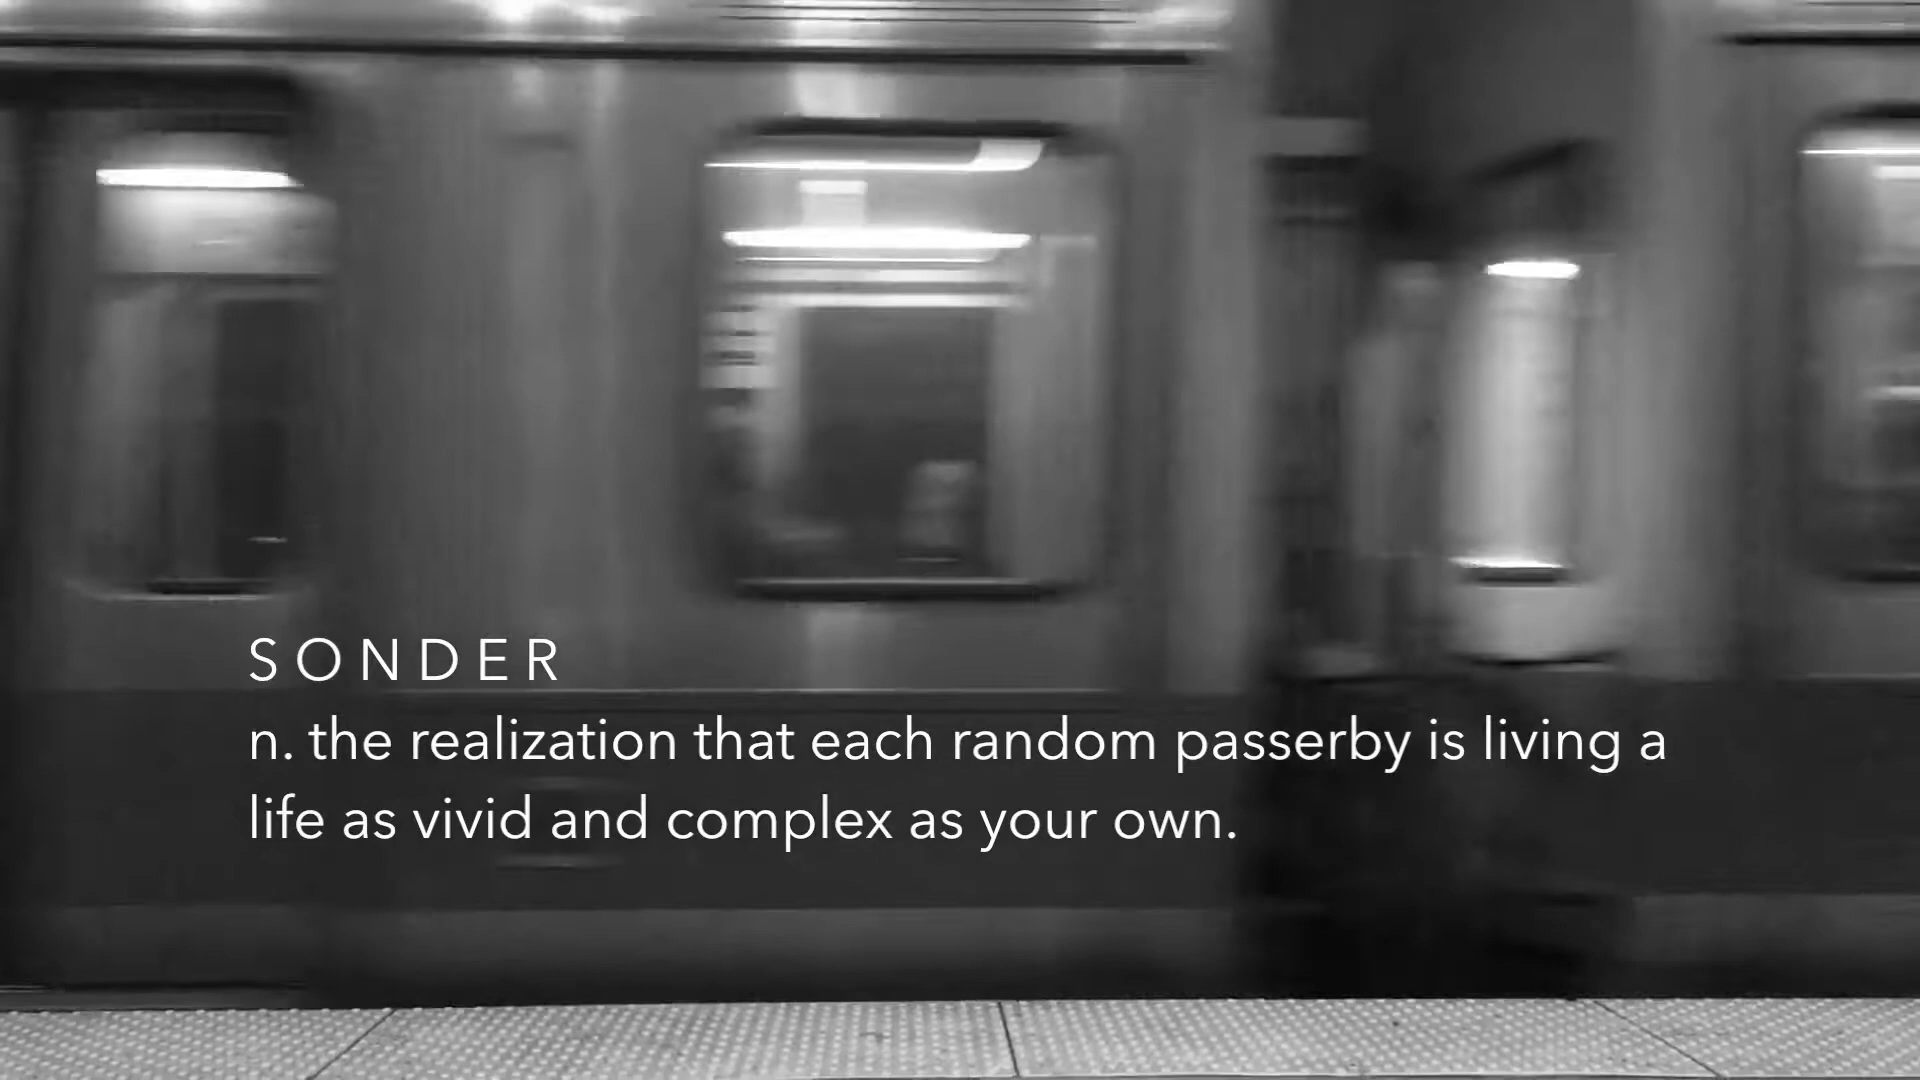 SONDER
n. the realization that each random passerby is living a
life as vivid and complex as your own.